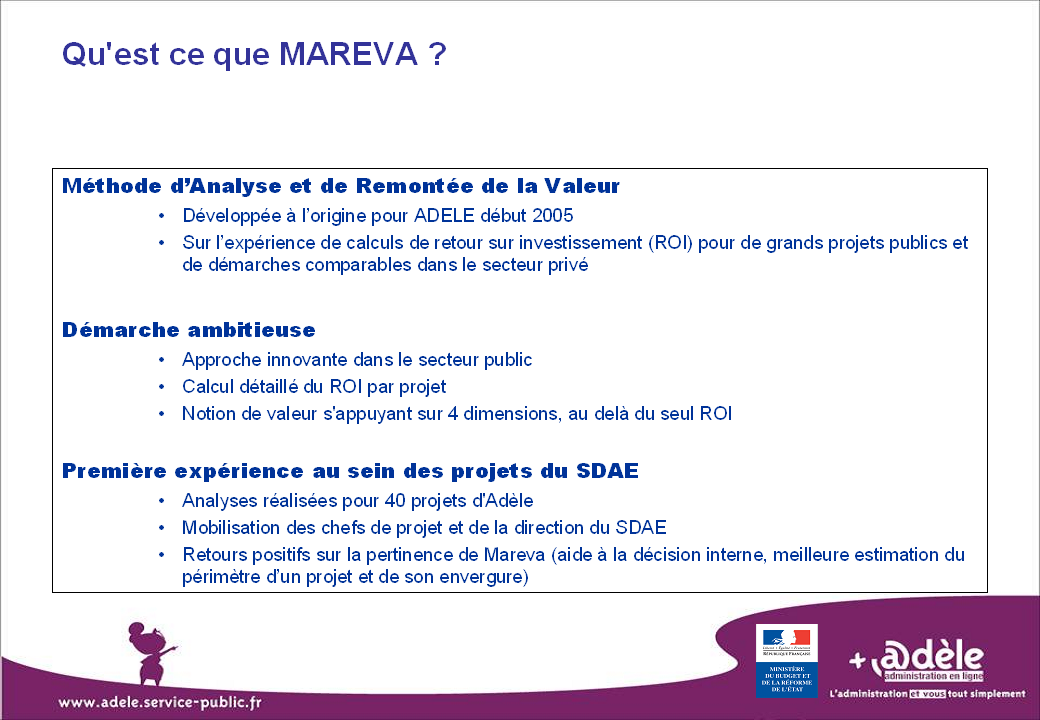 Qu'est ce que MAREVA ?
Méthode d’Analyse et de Remontée de la Valeur
• Développée à l’origine pour ADELE début 2005
• Sur l’expérience de calculs de retour sur investissement (ROI) pour de grands projets publics et
de démarches comparables dans le secteur privé
Démarche ambitieuse
• Approche innovante dans le secteur public
• Calcul détaillé du ROI par projet
• Notion de valeur s'appuyant sur 4 dimensions, au delà du seul ROI
Première expérience au sein des projets du SDAE
• Analyses réalisées pour 40 projets d'Adèle
• Mobilisation des chefs de projet et de la direction du SDAE
• Retours positifs sur la pertinence de Mareva (aide à la décision interne, meilleure estimation du
périmètre d’un projet et de son envergure)
www.adele.service-public.fr
Liberté • Égalité • Fraternité
RÉPUBLIQUE FRANÇAISE
MINISTÈRE
DU BUDGET ET
DE LA RÉFORME
DE L'ÉTAT
+ @dèle
administration en ligne
L'administration et vous tout simplement